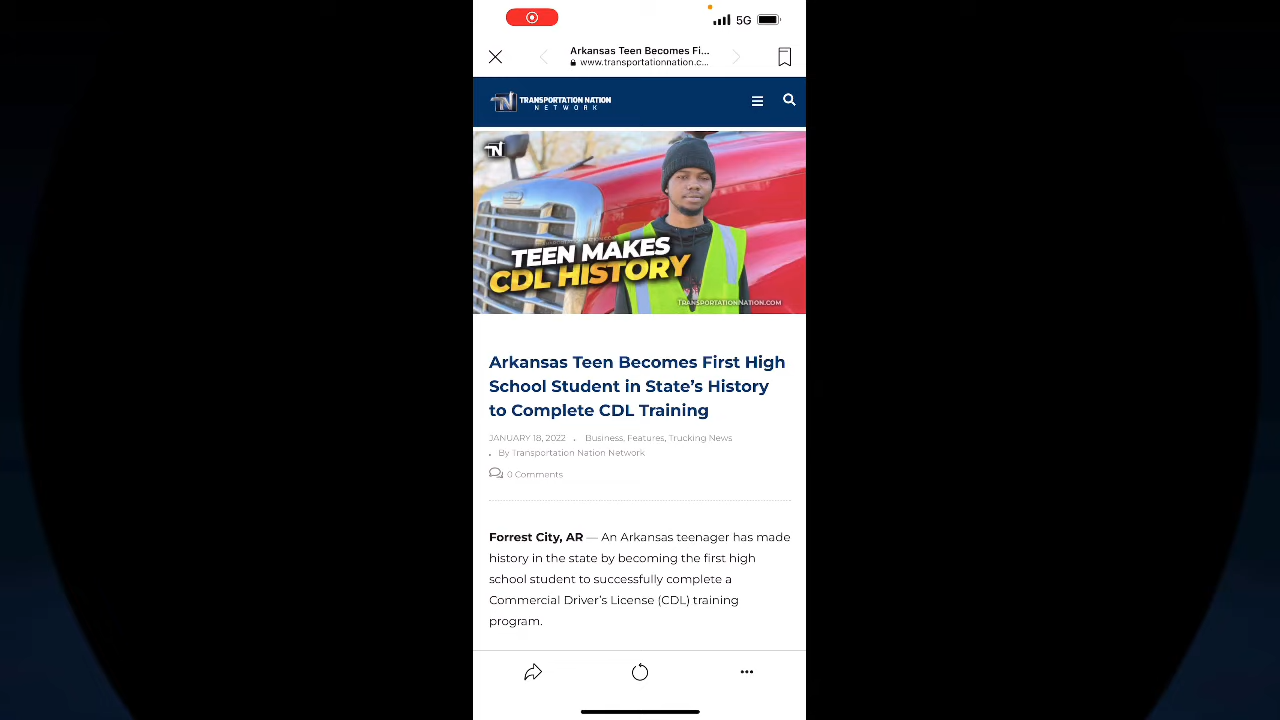 5G
Arkansas Teen Becomes Fi...
www.transportationnation.c...
TRANSPORTATION NATION
NETWORK
TEEN MAKES
CDL HISTORY
TRANSPORTATIONNATION.COM
Arkansas Teen Becomes First High
School Student in State’s History
to Complete CDL Training
JANUARY 18, 2022 . Business, Features, Trucking News
. By Transportation Nation Network
0 Comments
Forrest City, AR — An Arkansas teenager has made
history in the state by becoming the first high
school student to successfully complete a
Commercial Driver’s License (CDL) training
program.